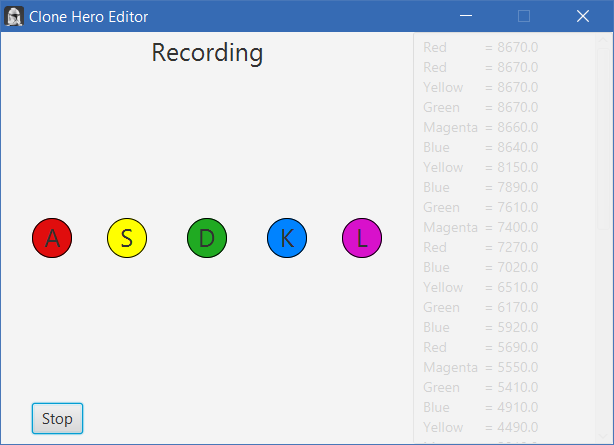 Clone Hero Editor
Recording
A S D K L
Stop
Red = 8670.0
Red = 8670.0
Yellow = 8670.0
Green = 8670.0
Magenta = 8660.0
Blue = 8640.0
Yellow = 8150.0
Blue = 7890.0
Green = 7610.0
Magenta = 7400.0
Red = 7270.0
Blue = 7020.0
Yellow = 6510.0
Green = 6170.0
Blue = 5920.0
Red = 5690.0
Magenta = 5550.0
Green = 5410.0
Blue = 4910.0
Yellow = 4490.0